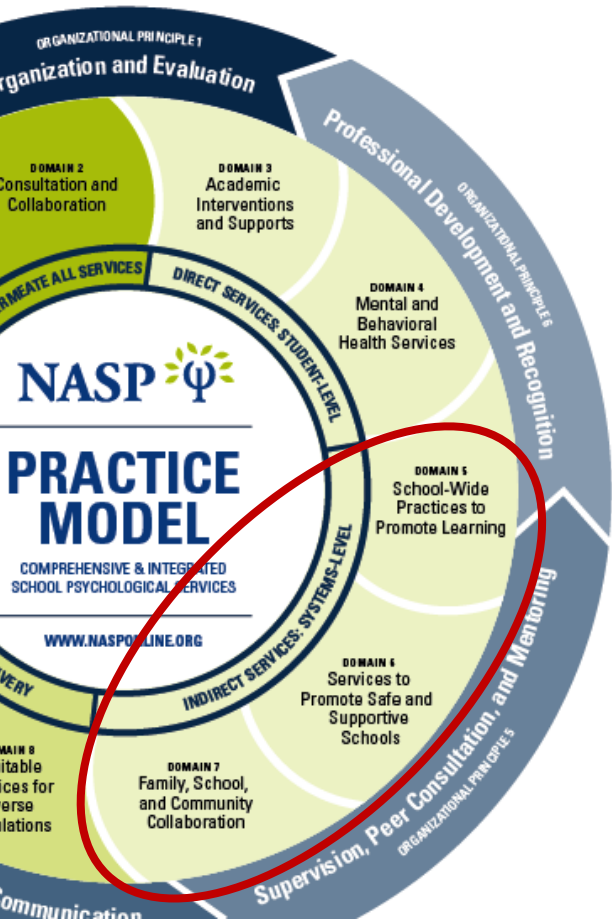 ORGANIZATIONAL PRINCIPLE 1
rganization and Evaluation
Professional Development and Recognition
ORGANIZATIONAL PRINCIPLE 6
DOMAIN 2
Consultation and
Collaboration
DOMAIN 3
Academic
Interventions
and Supports
DOMAIN 4
Mental and
Behavioral
Health Services
RMEATE ALL SERVICES
DIRECT SERVICES: STUDENT-LEVEL
NASP
PRACTICE
MODEL
COMPREHENSIVE & INTEGRATED
SCHOOL PSYCHOLOGICAL SERVICES
WWW.NASPONLINE.ORG
DOMAIN 5
School-Wide
Practices to
Promote Learning
INDIRECT SERVICES: SYSTEMS-LEVEL
DOMAIN 6
Services to
Promote Safe and
Supportive
Schools
DOMAIN 7
Family, School,
and Community
Collaboration
VERY
MAIN 8
itable
ices for
erse
lations
Supervision, Peer Consultation, and Mentoring
ORGANIZATIONAL PRINCIPLE 5
Communication